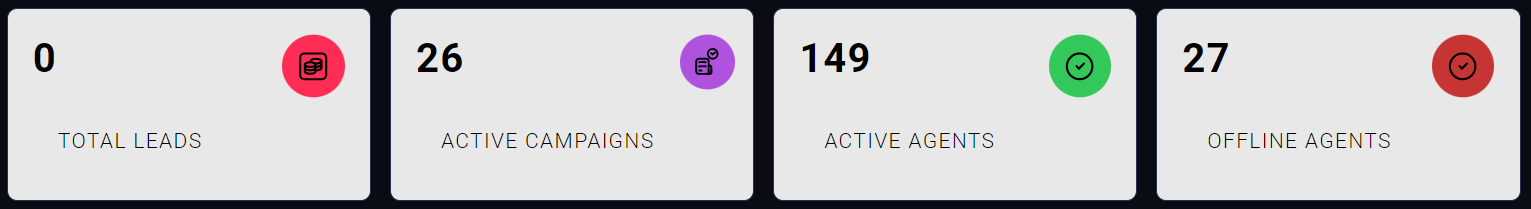 0
26
149
27
TOTAL LEADS
ACTIVE CAMPAIGNS
ACTIVE AGENTS
OFFLINE AGENTS